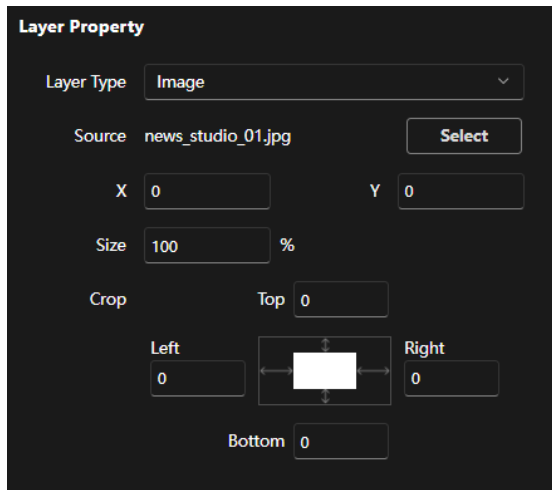 Layer Property
Layer Type Image
Source news_studio_01.jpg Select
X 0 Y 0
Size 100 %
Crop Top 0
Left Right
0 0
Bottom 0